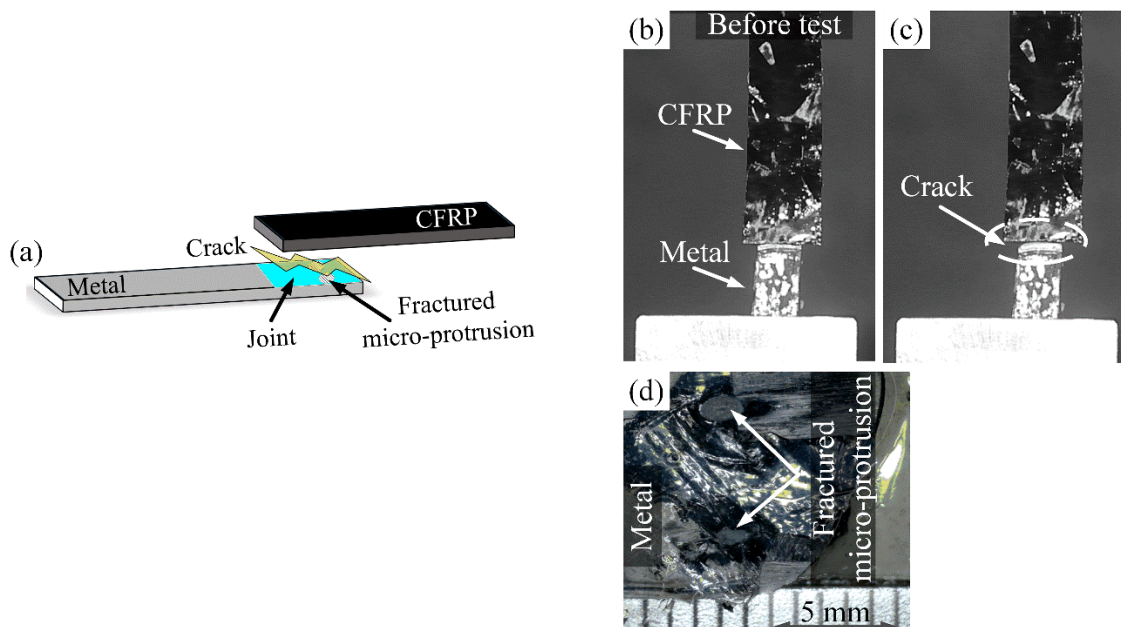 (a)
Metal
CFRP
Crack
Joint
Fractured
micro-protrusion
(b)
Before test
CFRP
Metal
(c)
Crack
(d)
Metal
Fractured
micro-protrusion
5 mm